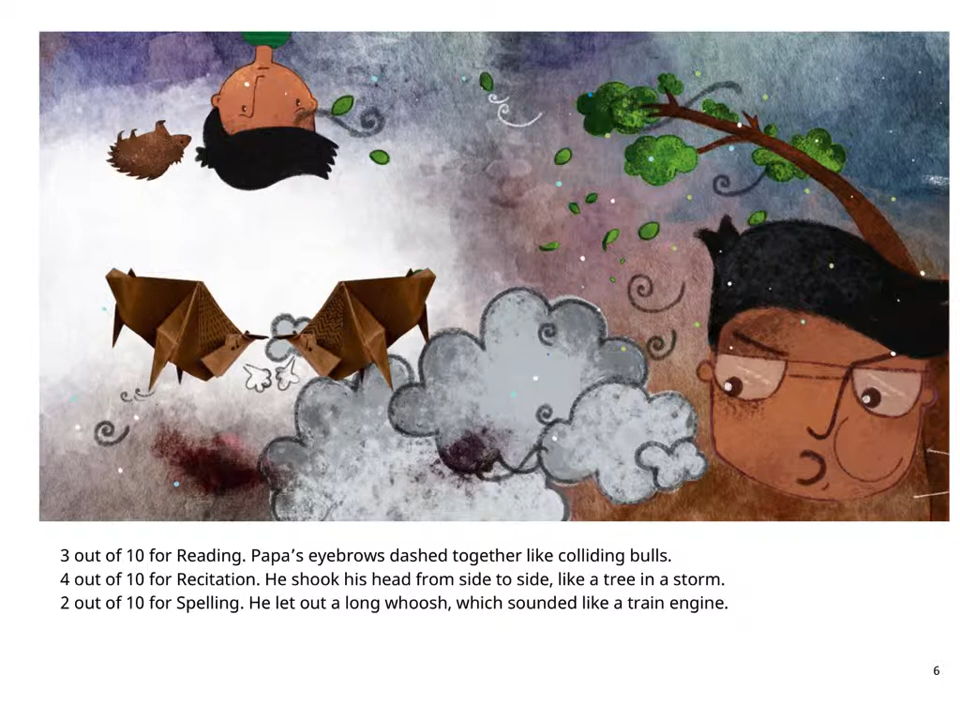 3 out of 10 for Reading. Papa’s eyebrows dashed together like colliding bulls.
4 out of 10 for Recitation. He shook his head from side to side, like a tree in a storm.
2 out of 10 for Spelling. He let out a long whoosh, which sounded like a train engine.
6